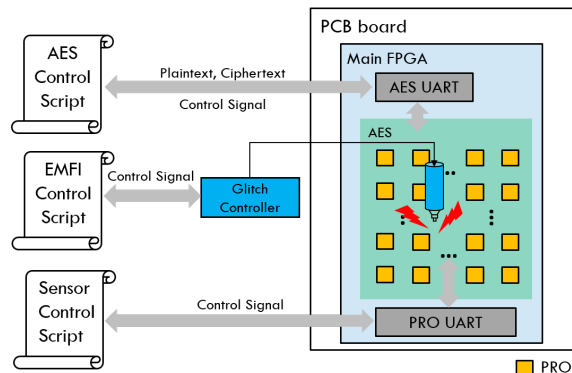 PCB board
AES
Control
Script
Main FPGA
Plaintext, Ciphertext
Control Signal
AES UART
AES
EMFI
Control
Script
Control Signal
Glitch
Controller
Sensor
Control
Script
Control Signal
PRO UART
PRO